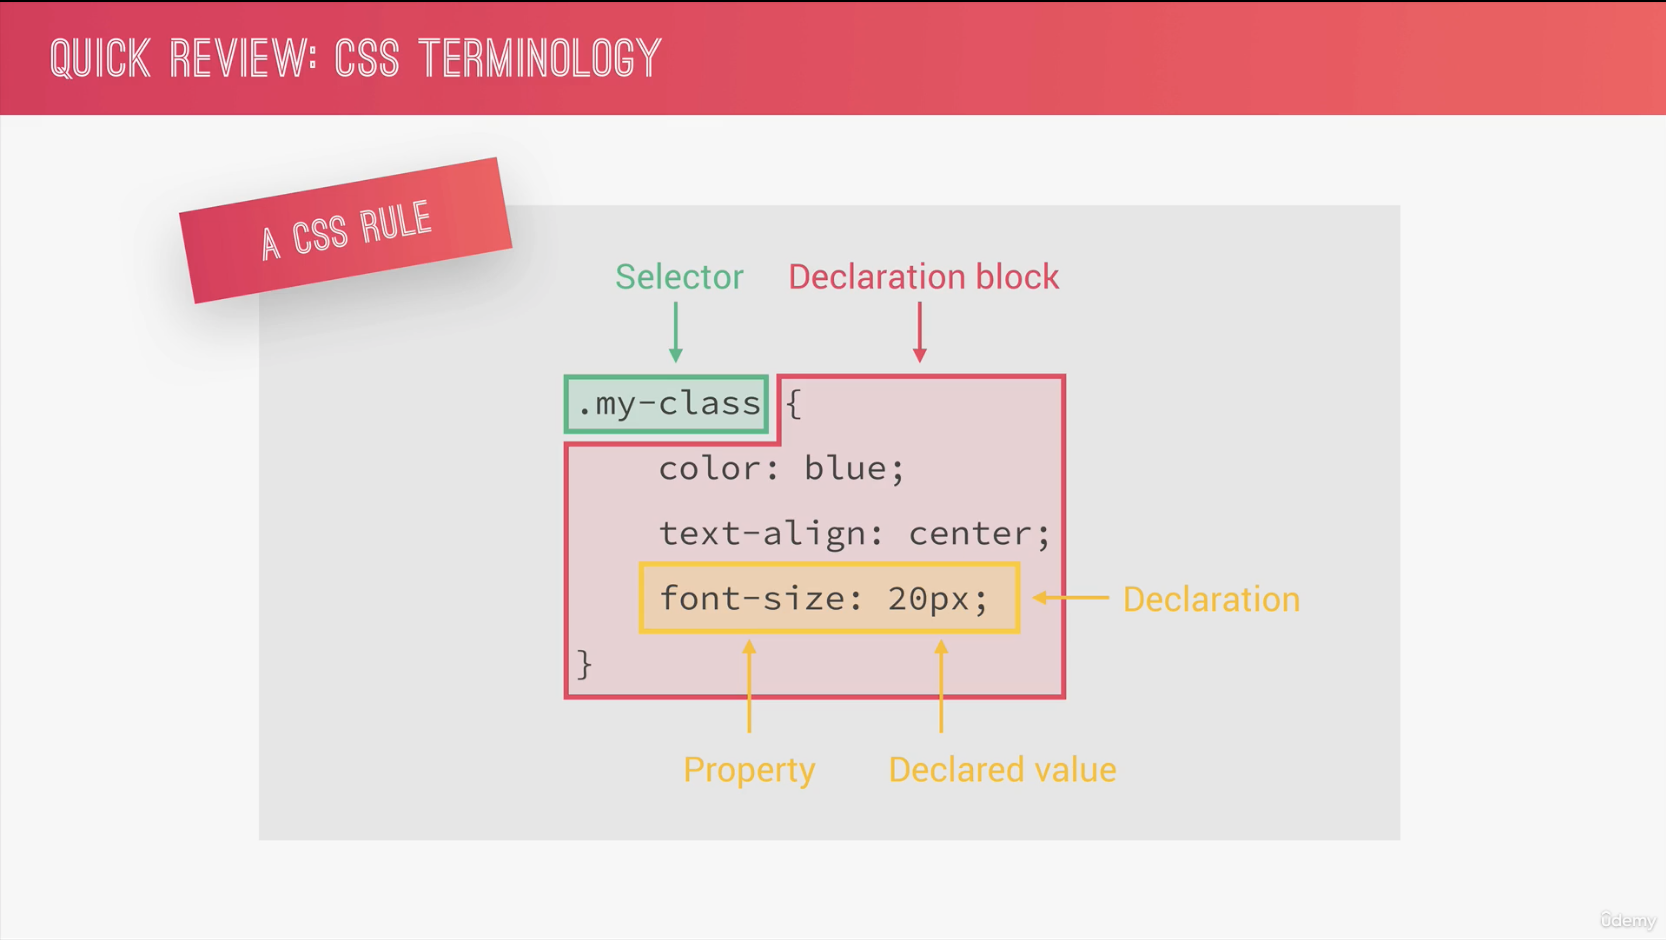 QUICK REVIEW: CSS TERMINOLOGY
A CSS RULE
Selector Declaration block
.my-class {
color: blue;
text-align: center;
font-size: 20px;
Declaration
}
Property Declared value
ûdemy